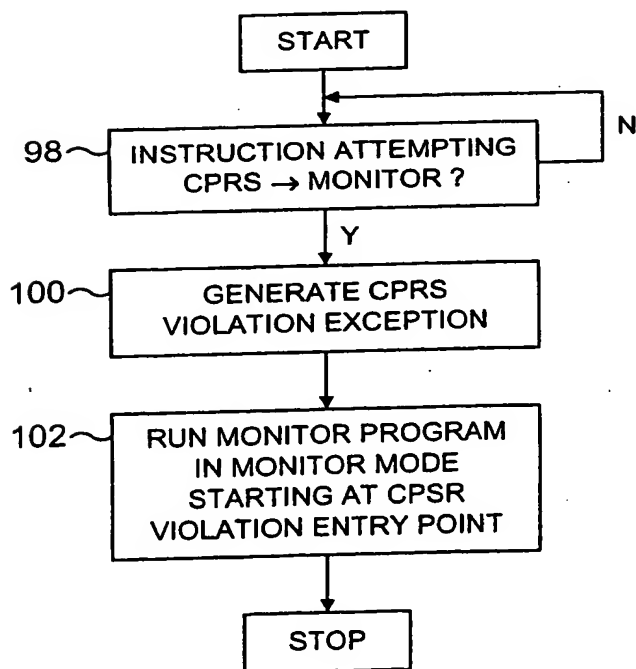 START
N
98
INSTRUCTION ATTEMPTING
CPRS → MONITOR ?
Y
100
GENERATE CPRS
VIOLATION EXCEPTION
102
RUN MONITOR PROGRAM
IN MONITOR MODE
STARTING AT CPSR
VIOLATION ENTRY POINT
STOP